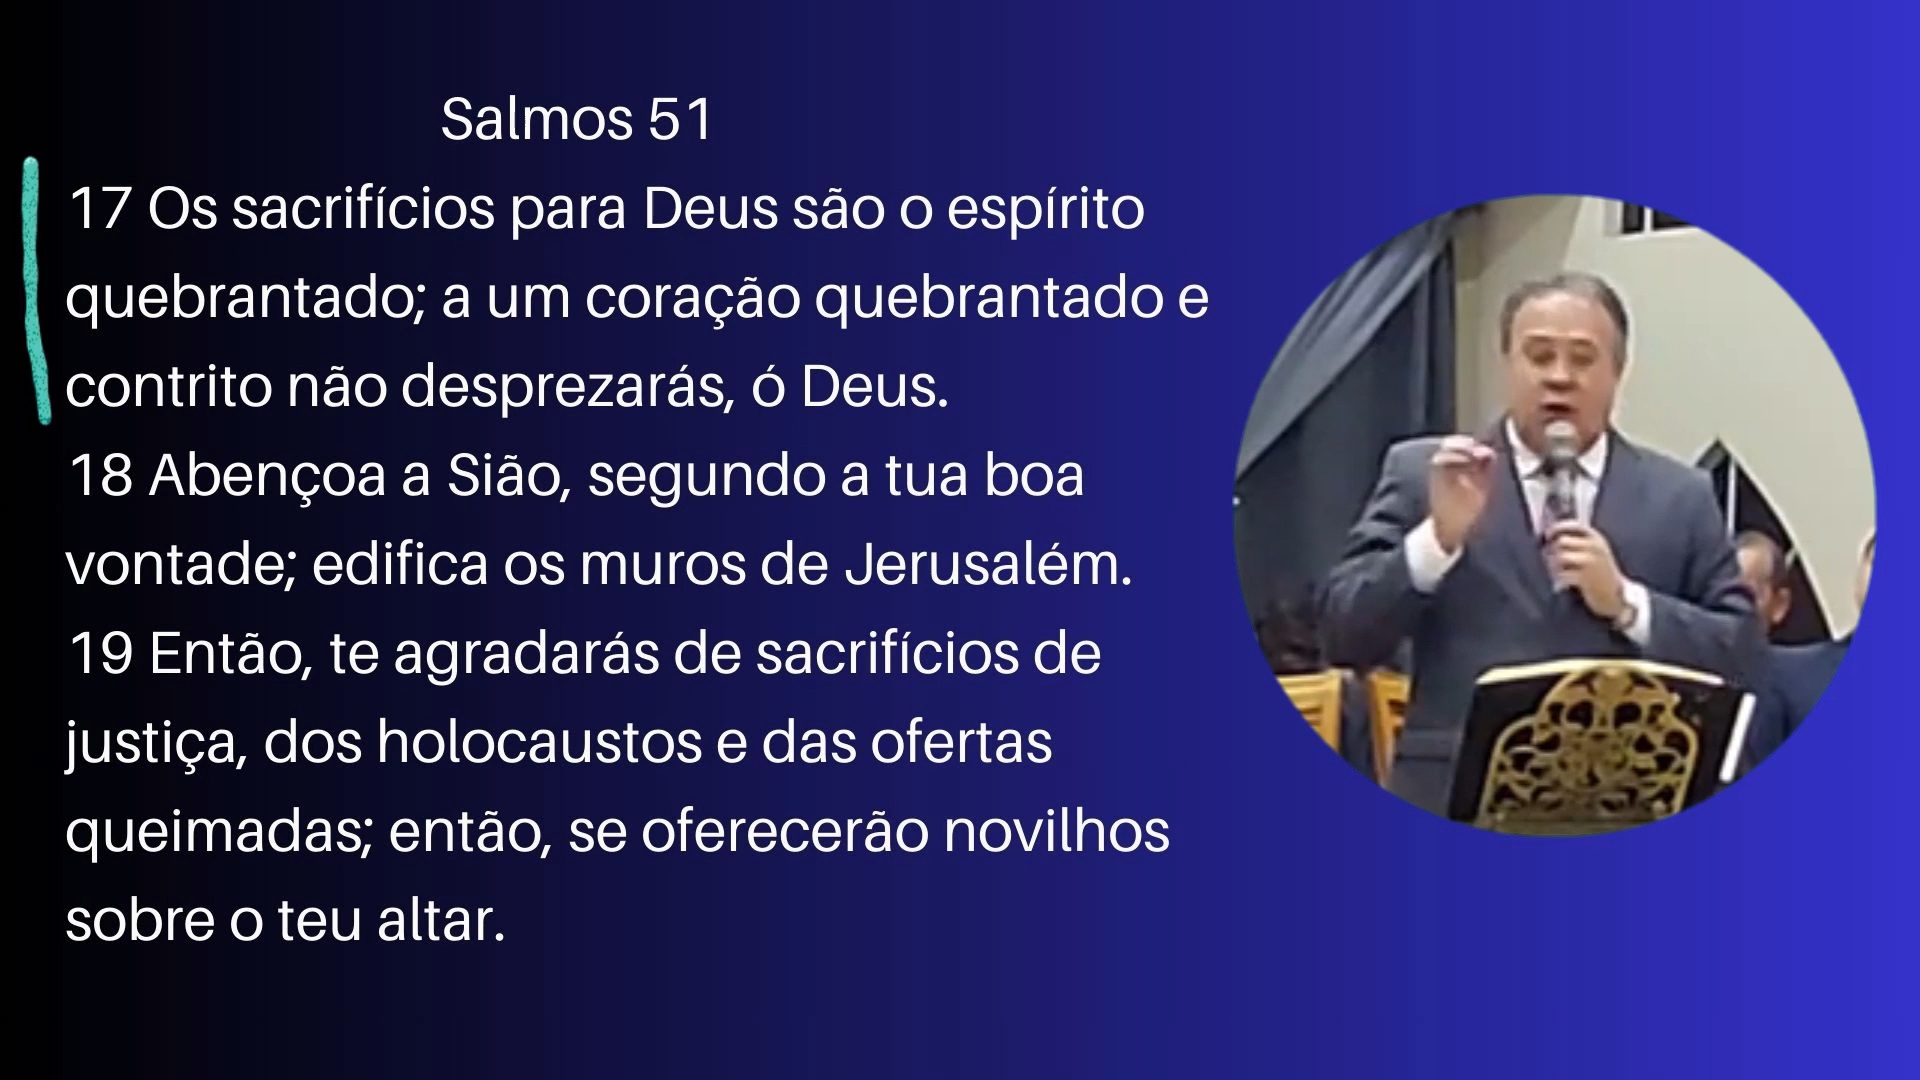 Salmos 51
17 Os sacrifícios para Deus são o espírito
quebrantado; a um coração quebrantado e
contrito não desprezarás, ó Deus.
18 Abençoa a Sião, segundo a tua boa
vontade; edifica os muros de Jerusalém.
19 Então, te agradarás de sacrifícios de
justiça, dos holocaustos e das ofertas
queimadas; então, se oferecerão novilhos
sobre o teu altar.